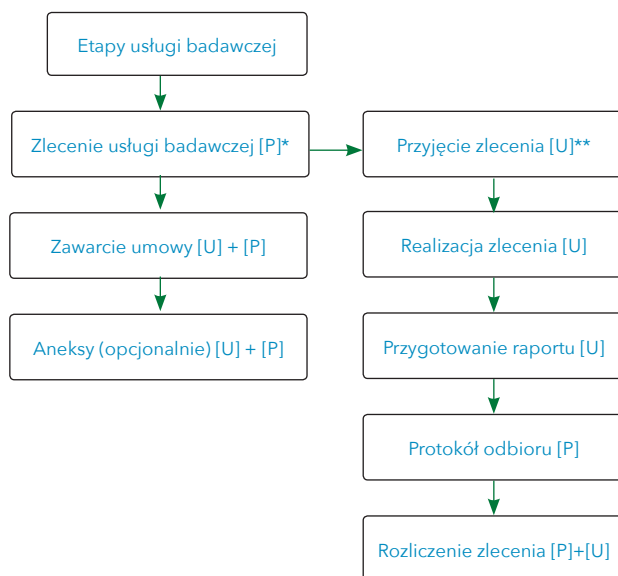 Etapy usługi badawczej
Zlecenie usługi badawczej [P]*
Zawarcie umowy [U] + [P]
Aneksy (opcjonalnie) [U] + [P]
Przyjęcie zlecenia [U]**
Realizacja zlecenia [U]
Przygotowanie raportu [U]
Protokół odbioru [P]
Rozliczenie zlecenia [P]+[U]